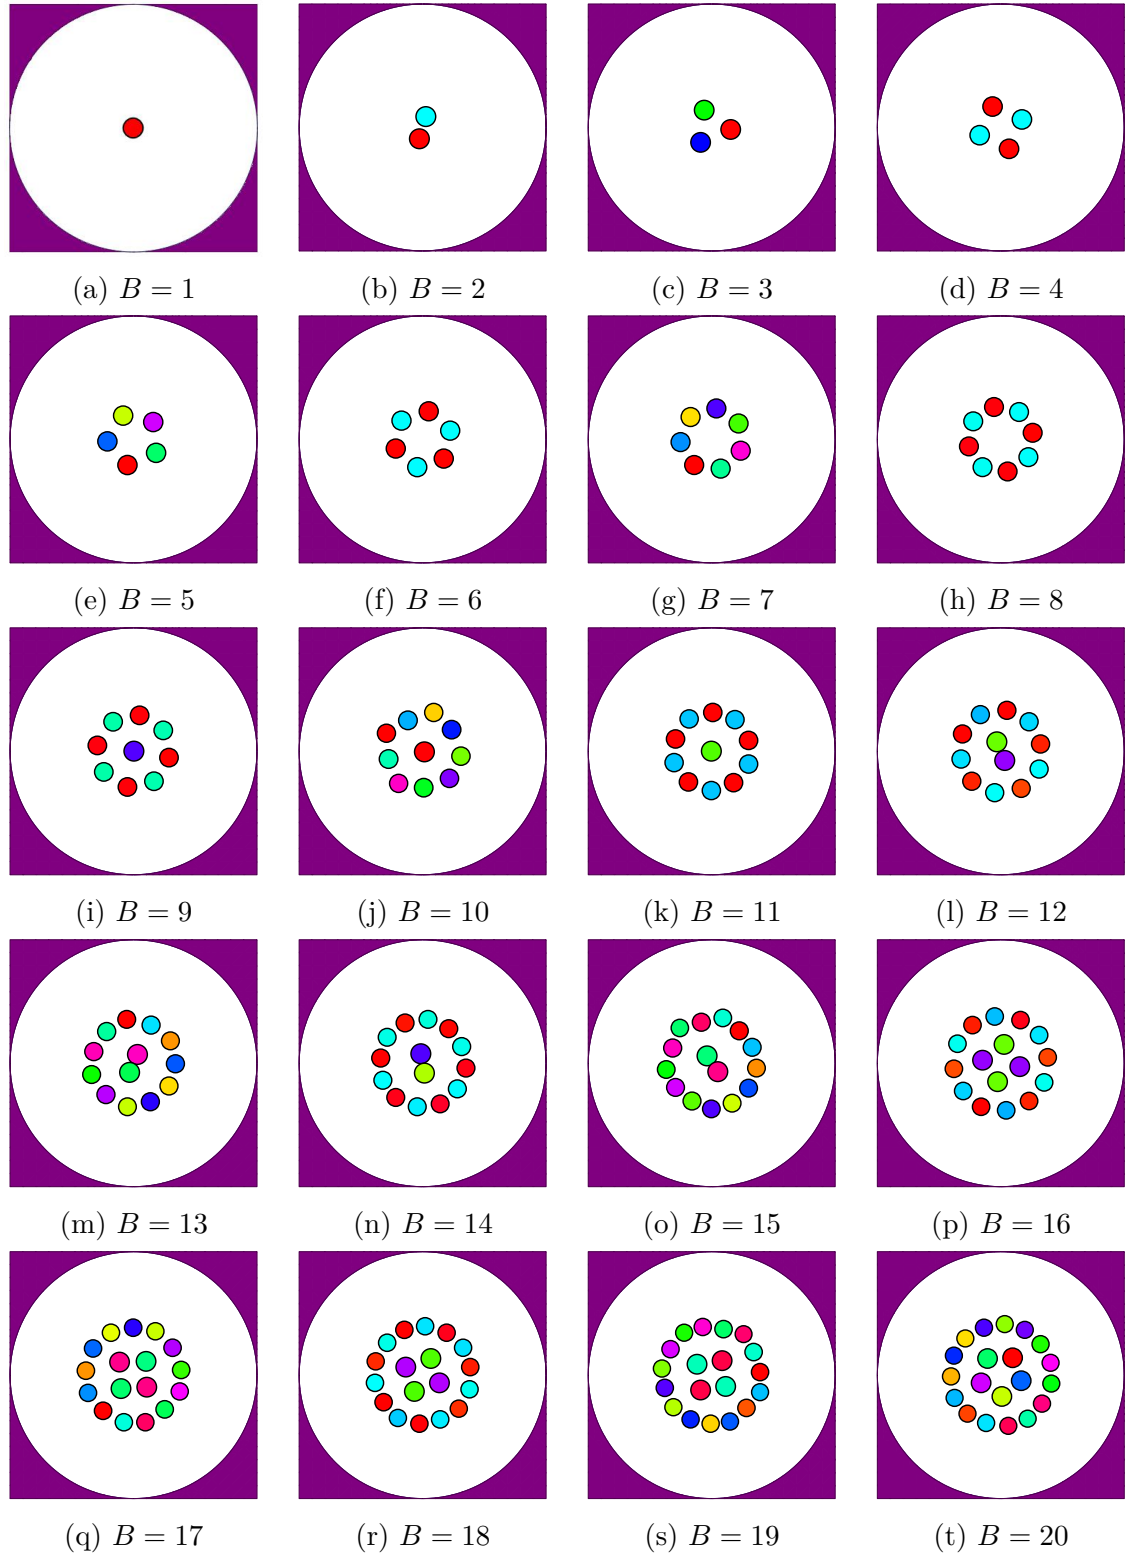 (a) B = 1 (b) B = 2 (c) B = 3 (d) B = 4
(e) B = 5 (f) B = 6 (g) B = 7 (h) B = 8
(i) B = 9 (j) B = 10 (k) B = 11 (l) B = 12
(m) B = 13 (n) B = 14 (o) B = 15 (p) B = 16
(q) B = 17 (r) B = 18 (s) B = 19 (t) B = 20